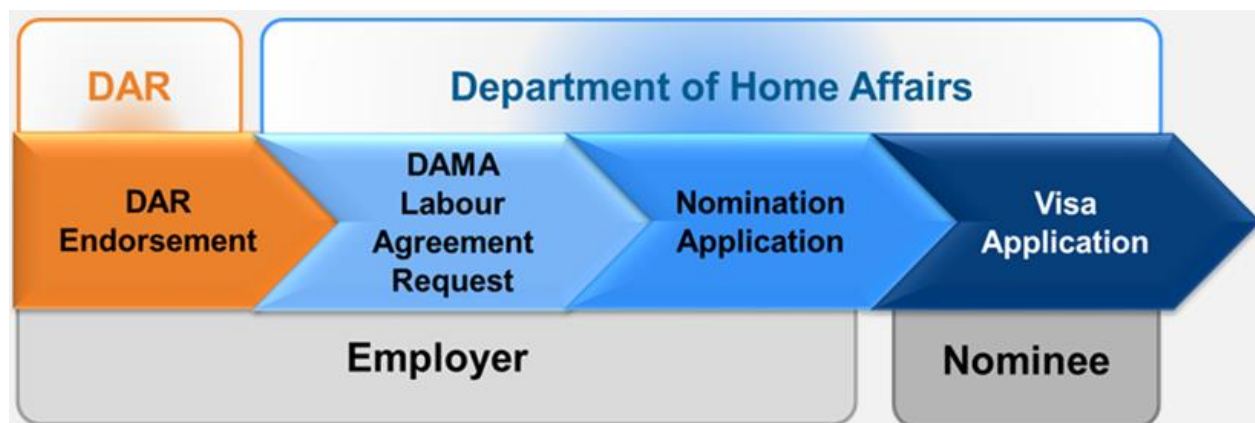 DAR
Department of Home Affairs
DAR
Endorsement
DAMA
Labour
Agreement
Request
Nomination
Application
Visa
Application
Employer
Nominee